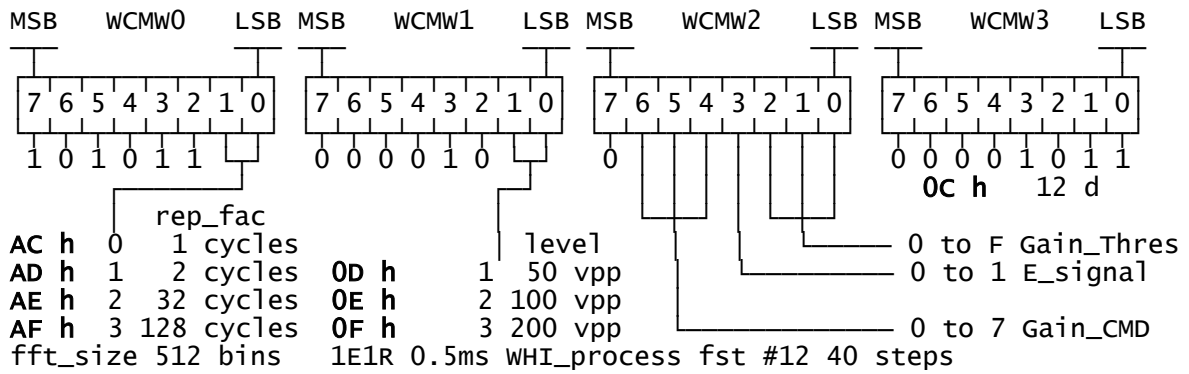 MSB WCMW0 LSB MSB WCMW1 LSB MSB WCMW2 LSB MSB WCMW3 LSB
7 6 5 4 3 2 1 0 7 6 5 4 3 2 1 0 7 6 5 4 3 2 1 0 7 6 5 4 3 2 1 0
1 0 1 0 1 1 0 0 0 0 1 0 0 0 0 0 0 1 0 1 1
0C h 12 d
rep_fac
AC h 0 1 cycles level 0 to F Gain_Thres
AD h 1 2 cycles 0D h 1 50 vpp 0 to 1 E_signal
AE h 2 32 cycles 0E h 2 100 vpp
AF h 3 128 cycles 0F h 3 200 vpp 0 to 7 Gain_CMD
fft_size 512 bins 1E1R 0.5ms WHI_process fst #12 40 steps